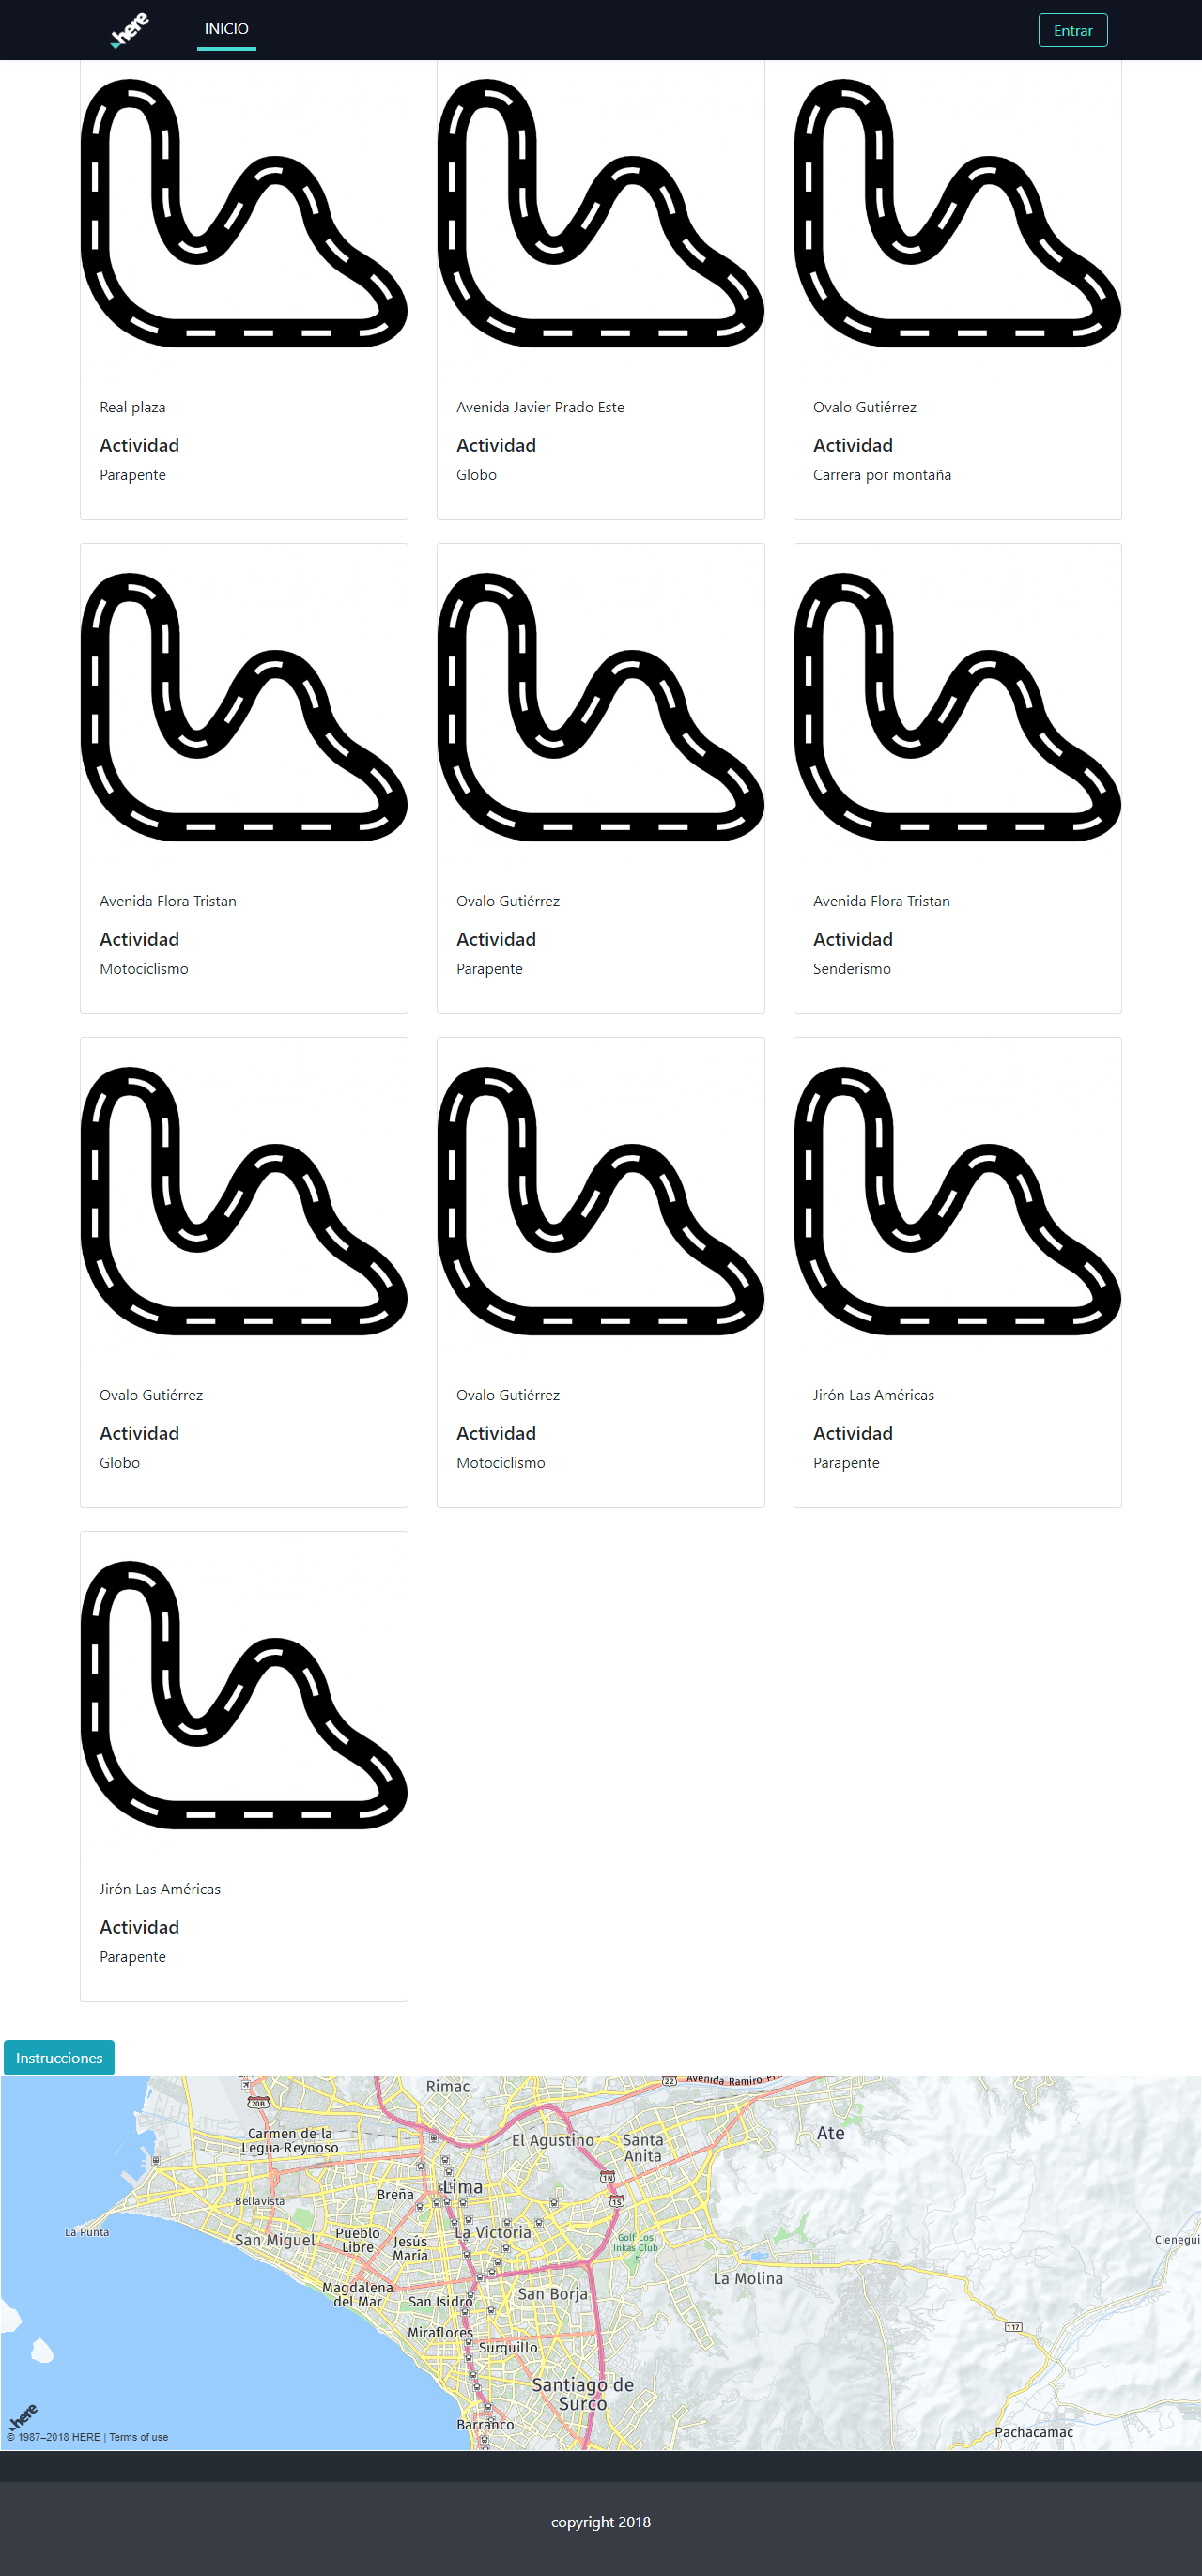 here
INICIO
Entrar
Real plaza
Actividad
Parapente
Avenida Javier Prado Este
Actividad
Globo
Ovalo Gutiérrez
Actividad
Carrera por montaña
Avenida Flora Tristan
Actividad
Motociclismo
Ovalo Gutiérrez
Actividad
Parapente
Avenida Flora Tristan
Actividad
Senderismo
Ovalo Gutiérrez
Actividad
Globo
Ovalo Gutiérrez
Actividad
Motociclismo
Jirón Las Américas
Actividad
Parapente
Jirón Las Américas
Actividad
Parapente
Instrucciones
Rimac
22
Avenida Ramiro
20B
Carmen de la
Legua Reynoso
El Agustino
Santa
Anita
Ate
1N
Breña
Lima
1S
Bellavista
La Punta
San Miguel
Pueblo
Libre
Jesús
María
La Victoria
Golf Los
Inkas Club
Cienegui
La Molina
Magdalena
del Mar
San Isidro
San Borja
117
Miraflores
Surquillo
Santiago de
Surco
Barranco
Pachacamac
here
© 1987–2018 HERE | Terms of use
copyright 2018